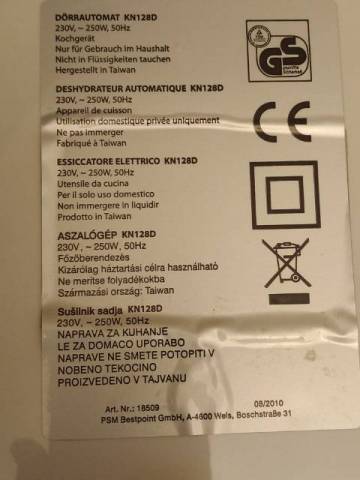 DÖRRAUTOMAT KN128D
230V, ~ 250W, 50Hz
Kochgerät
Nur für Gebrauch im Haushalt
Nicht in Flüssigkeiten tauchen
Hergestellt in Taiwan
GS
DESHYDRATEUR AUTOMATIQUE KN128D
230V, ~ 250W, 50Hz
Appareil de cuisson
Utilisation domestique privée uniquement
Ne pas immerger
Fabriqué à Taiwan
CE
ESSICCATORE ELETTRICO KN128D
230V, ~ 250W, 50Hz
Utensile da cucina
Per il solo uso domestico
Non immergere in liquidir
Prodotto in Taiwan
ASZALÓGÉP KN128D
230V, ~ 250W, 50Hz
Főzőberendezés
Kizárólag háztartási célra használható
Ne merítse folyadékokba
Származási ország: Taiwan
Sušilnik sadja KN128D
230V, ~ 250W, 50Hz
NAPRAVA ZA KUHANJE
LE ZA DOMACO UPORABO
NAPRAVE NE SMETE POTOPITI V
NOBENO TEKOCINO
PROIZVEDENO V TAJVANU
Art. Nr.: 18509 08/2010
PSM Bestpoint GmbH, A-4600 Wels, Boschstraße 31